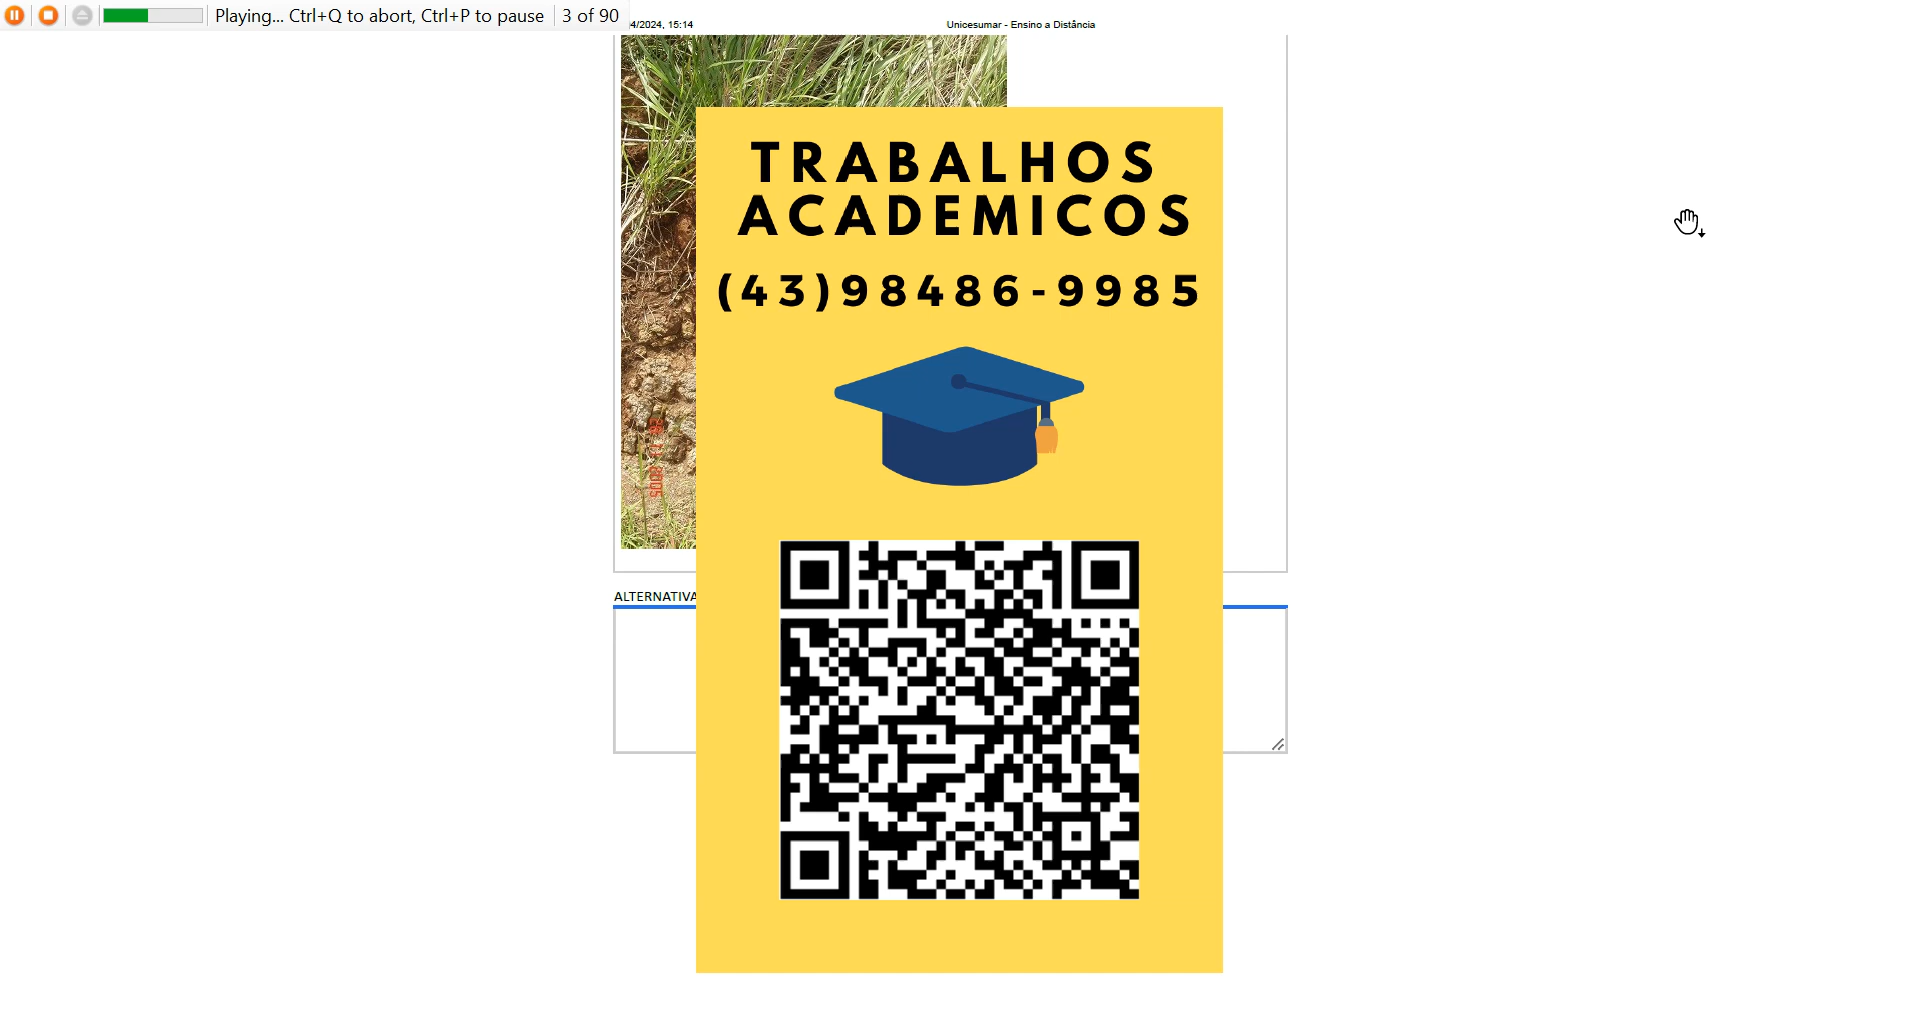 Playing... Ctrl+Q to abort, Ctrl+P to pause
3 of 90
4/2024, 15:14
Unicesumar - Ensino a Distância
TRABALHOS
ACADEMICOS
(43)98486-9985
ALTERNATIVA